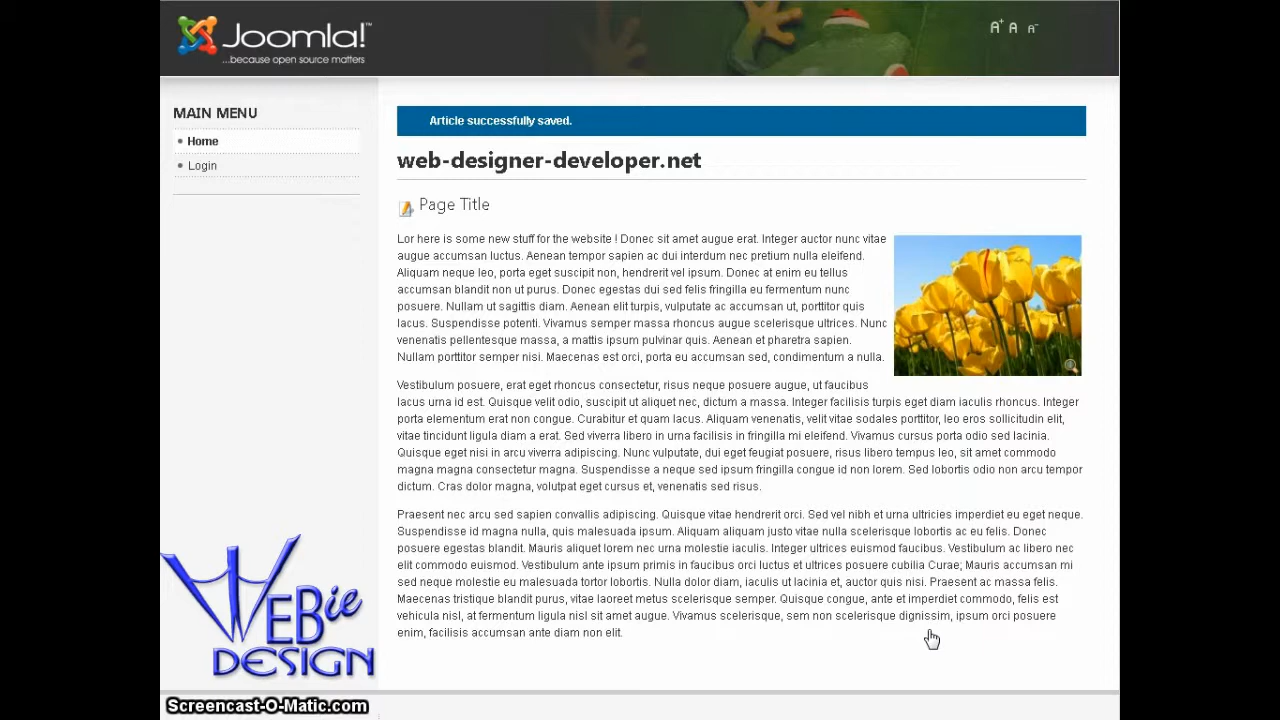 Joomla!™
...because open source matters
A+ A A-
MAIN MENU
Home
Login
Article successfully saved.
web-designer-developer.net
Page Title
Lor here is some new stuff for the website ! Donec sit amet augue erat. Integer auctor nunc vitae
augue accumsan luctus. Aenean tempor sapien ac dui interdum nec pretium nulla eleifend.
Aliquam neque leo, porta eget suscipit non, hendrerit vel ipsum. Donec at enim eu tellus
accumsan blandit non ut purus. Donec egestas dui sed felis fringilla eu fermentum nunc
posuere. Nullam ut sagittis diam. Aenean elit turpis, vulputate ac accumsan ut, porttitor quis
lacus. Suspendisse potenti. Vivamus semper massa rhoncus augue scelerisque ultrices. Nunc
venenatis pellentesque massa, a mattis ipsum pulvinar quis. Aenean et pharetra sapien.
Nullam porttitor semper nisi. Maecenas est orci, porta eu accumsan sed, condimentum a nulla.
Vestibulum posuere, erat eget rhoncus consectetur, risus neque posuere augue, ut faucibus
lacus urna id est. Quisque velit odio, suscipit ut aliquet nec, dictum a massa. Integer facilisis turpis eget diam iaculis rhoncus. Integer
porta elementum erat non congue. Curabitur et quam lacus. Aliquam venenatis, velit vitae sodales porttitor, leo eros sollicitudin elit,
vitae tincidunt ligula diam a erat. Sed viverra libero in urna facilisis in fringilla mi eleifend. Vivamus cursus porta odio sed lacinia.
Quisque eget nisi in arcu viverra adipiscing. Nunc vulputate, dui eget feugiat posuere, risus libero tempus leo, sit amet commodo
magna magna consectetur magna. Suspendisse a neque sed ipsum fringilla congue id non lorem. Sed lobortis odio non arcu tempor
dictum. Cras dolor magna, volutpat eget cursus et, venenatis sed risus.
Praesent nec arcu sed sapien convallis adipiscing. Quisque vitae hendrerit orci. Sed vel nibh et urna ultricies imperdiet eu eget neque.
Suspendisse id magna nulla, quis malesuada ipsum. Aliquam aliquam justo vitae nulla scelerisque lobortis ac eu felis. Donec
posuere egestas blandit. Mauris aliquet lorem nec urna molestie iaculis. Integer ultrices euismod faucibus. Vestibulum ac libero nec
elit commodo euismod. Vestibulum ante ipsum primis in faucibus orci luctus et ultrices posuere cubilia Curae; Mauris accumsan mi
sed neque molestie eu malesuada tortor lobortis. Nulla dolor diam, iaculis ut lacinia et, auctor quis nisi. Praesent ac massa felis.
Maecenas tristique blandit purus, vitae laoreet metus scelerisque semper. Quisque congue, ante et imperdiet commodo, felis est
vehicula nisl, at fermentum ligula nisl sit amet augue. Vivamus scelerisque, sem non scelerisque dignissim, ipsum orci posuere
enim, facilisis accumsan ante diam non elit.
WEBie
DESIGN
Screencast-O-Matic.com